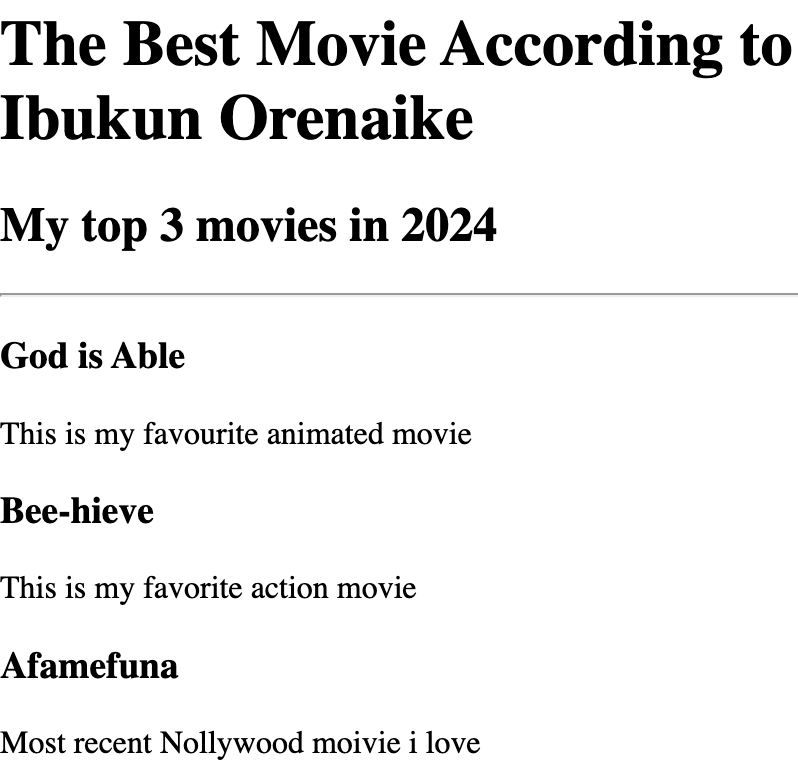 The Best Movie According to
Ibukun Orenaike
My top 3 movies in 2024
God is Able
This is my favourite animated movie
Bee-hieve
This is my favorite action movie
Afamefuna
Most recent Nollywood moivie i love